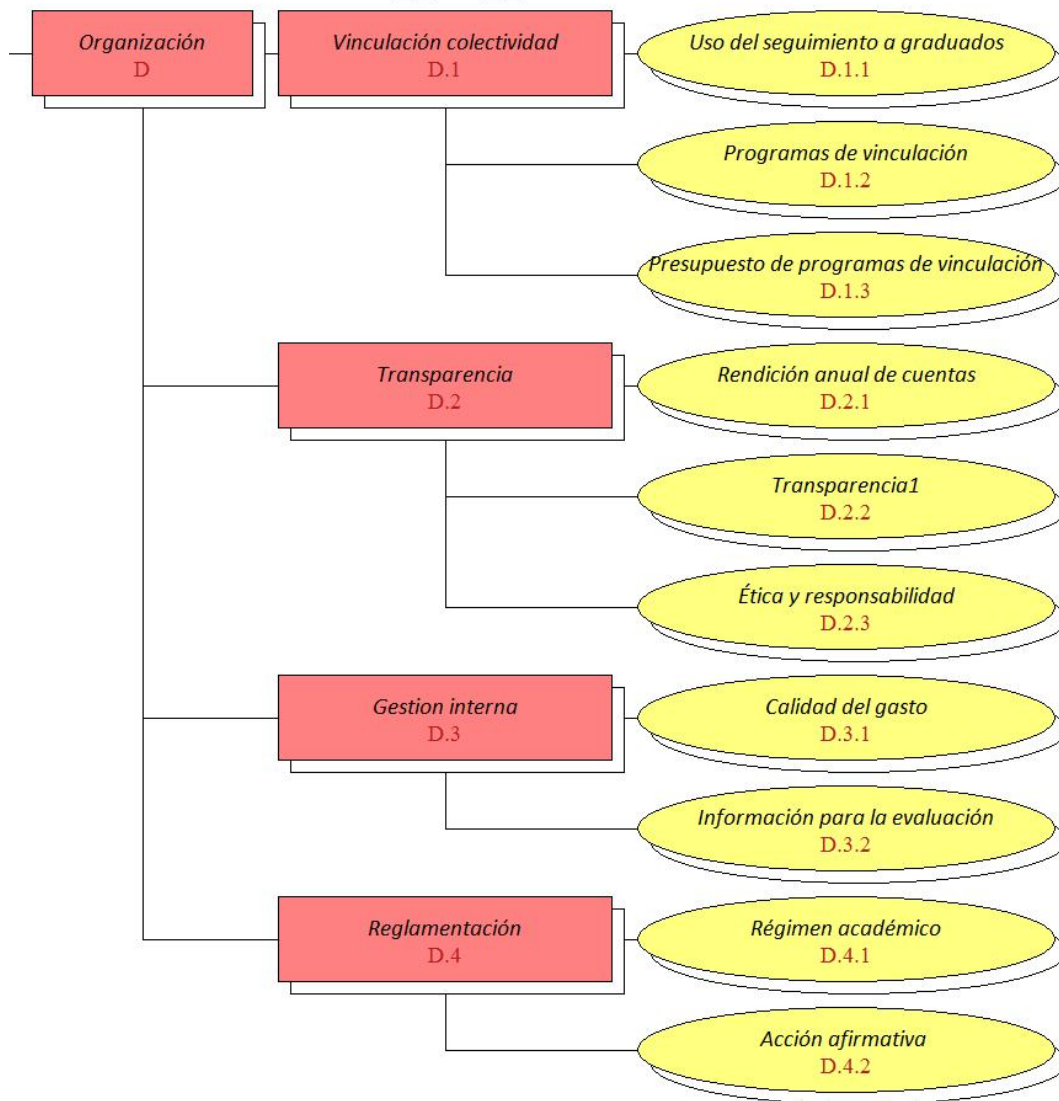 Organización
D
Vinculación colectividad
D.1
Uso del seguimiento a graduados
D.1.1
Programas de vinculación
D.1.2
Presupuesto de programas de vinculación
D.1.3
Transparencia
D.2
Rendición anual de cuentas
D.2.1
Transparencia1
D.2.2
Ética y responsabilidad
D.2.3
Gestion interna
D.3
Calidad del gasto
D.3.1
Información para la evaluación
D.3.2
Reglamentación
D.4
Régimen académico
D.4.1
Acción afirmativa
D.4.2